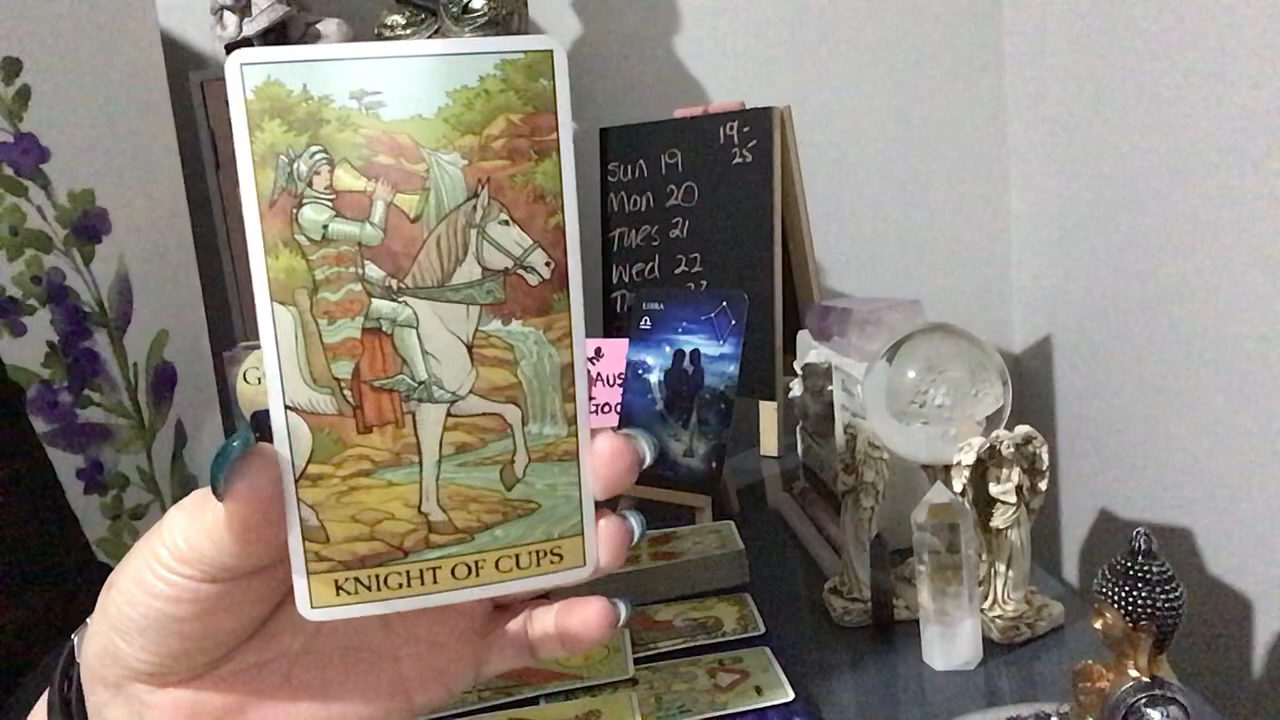 KNIGHT OF CUPS
19-
25
Sun 19
Mon 20
Tues 21
Wed 22
LIBRA
G